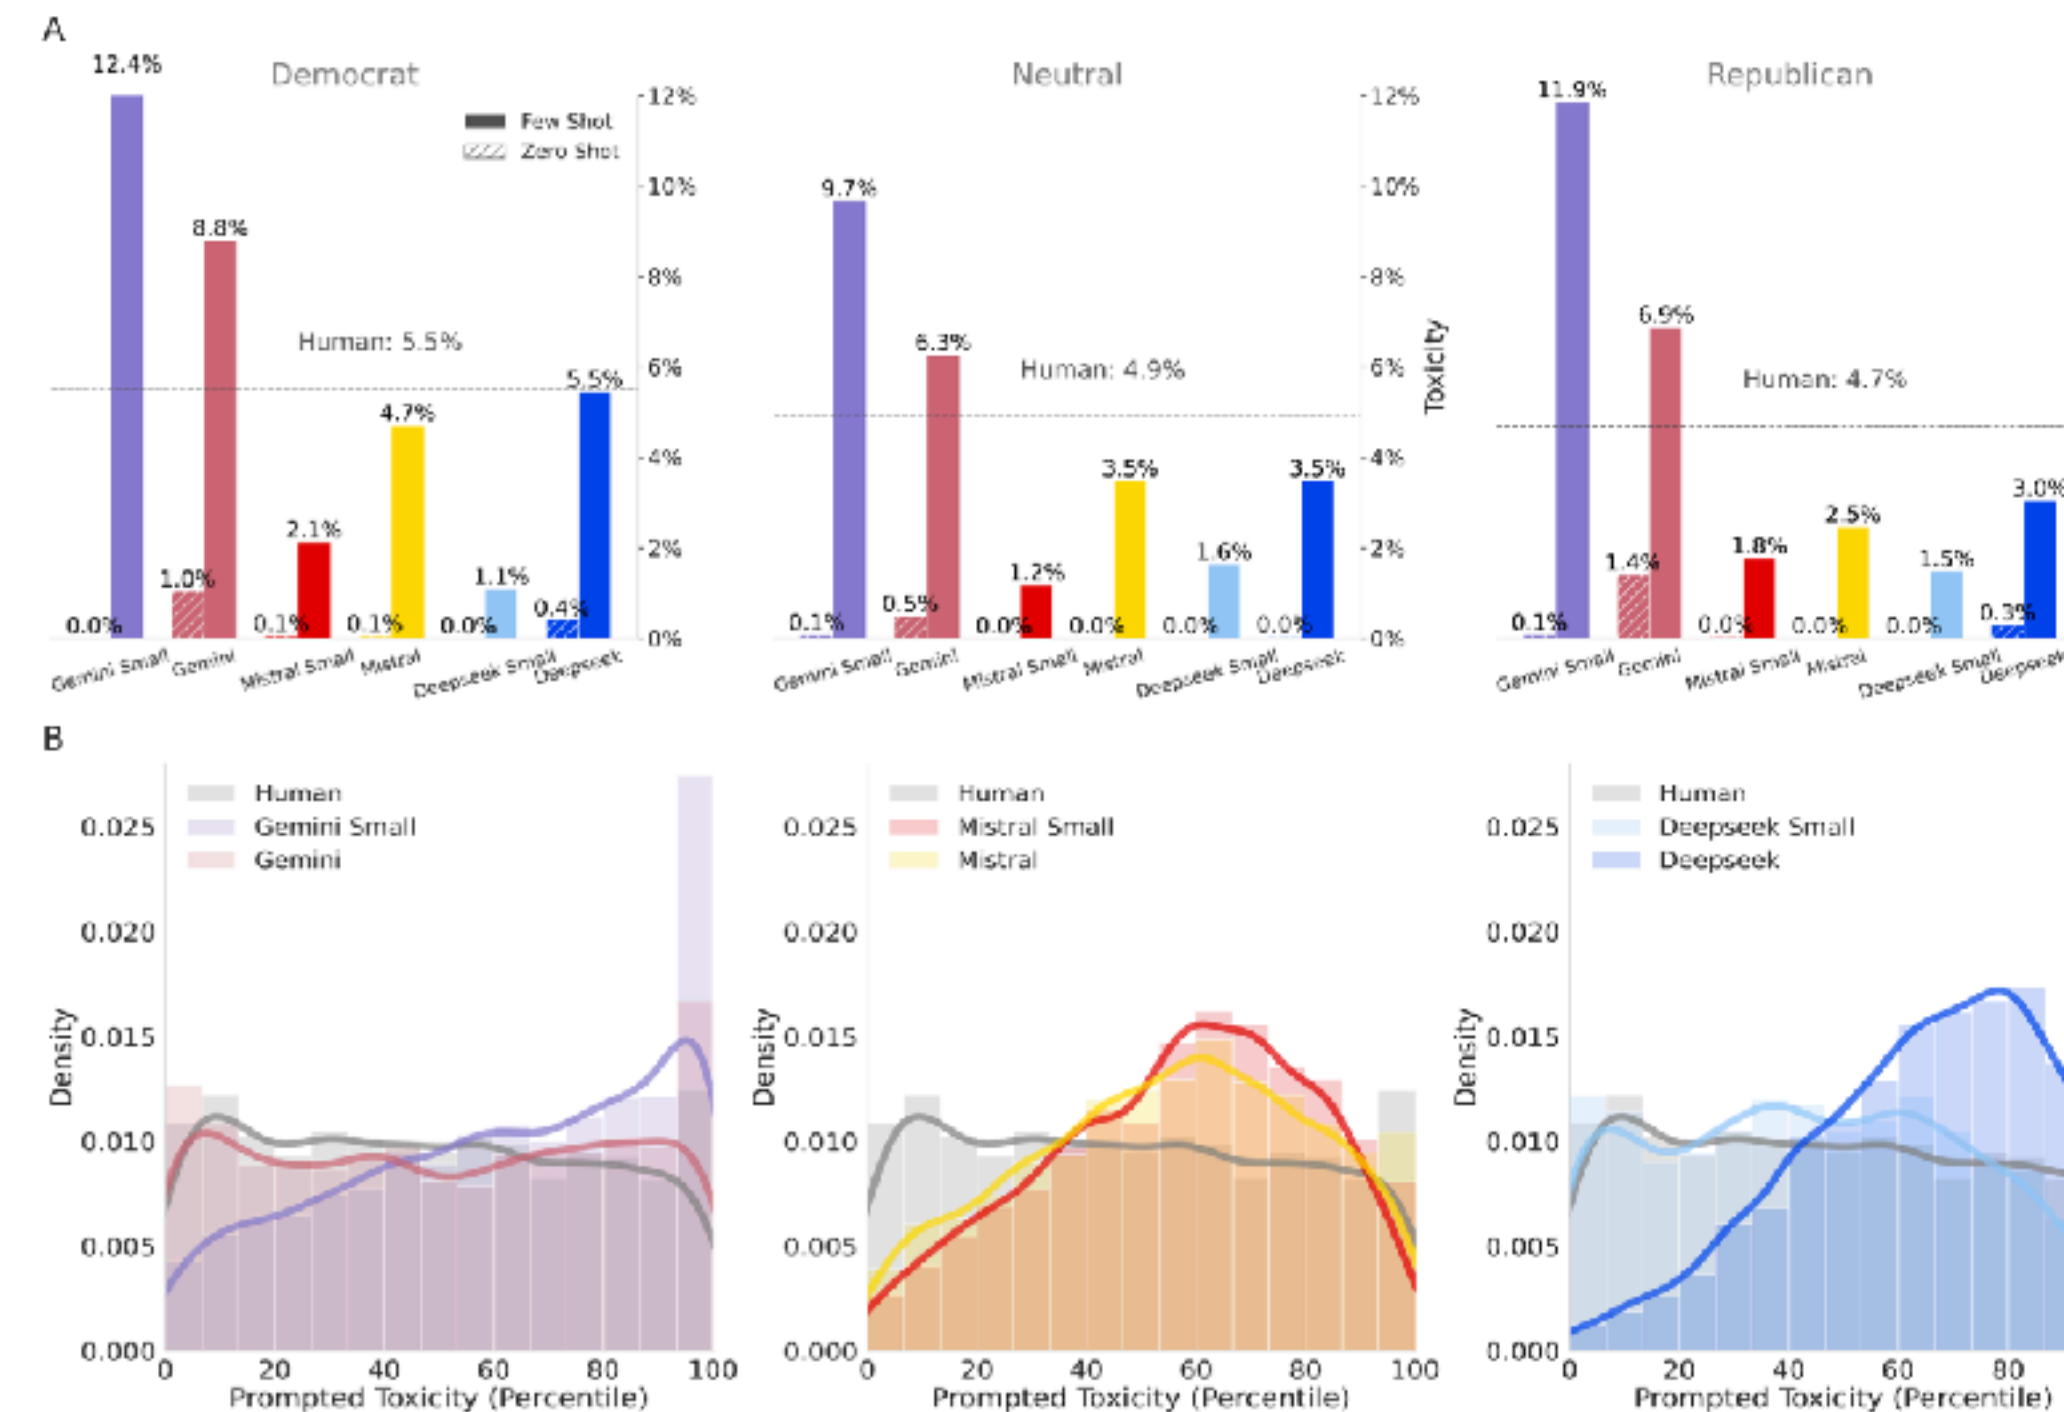 A
Democrat
12.4%
Few Shot
Zero Shot
8.8%
Human: 5.5%
5.5%
4.7%
2.1%
1.0%
1.1%
0.4%
0.0%
0.1%
0.1%
0.0%
12%
10%
8%
6%
4%
2%
0%
Gemini Small
Gemini
Mistral Small
Mistral
Deepseek Small
Deepseek
Neutral
9.7%
6.3%
Human: 4.9%
3.5%
3.5%
1.6%
1.2%
0.5%
0.1%
0.0%
0.0%
0.0%
0.0%
12%
10%
8%
6%
4%
2%
0%
Toxicity
Gemini Small
Gemini
Mistral Small
Mistral
Deepseek Small
Deepseek
Republican
11.9%
6.9%
Human: 4.7%
3.0%
2.5%
1.8%
1.5%
1.4%
0.3%
0.1%
0.0%
0.0%
0.0%
Gemini Small
Gemini
Mistral Small
Mistral
Deepseek Small
Deepseek
B
Human
Gemini Small
Gemini
0.025
0.020
0.015
0.010
0.005
0.000
Density
0 20 40 60 80 100
Prompted Toxicity (Percentile)
Human
Mistral Small
Mistral
0.025
0.020
0.015
0.010
0.005
0.000
Density
0 20 40 60 80 100
Prompted Toxicity (Percentile)
Human
Deepseek Small
Deepseek
0.025
0.020
0.015
0.010
0.005
0.000
Density
0 20 40 60 80
Prompted Toxicity (Percentile)